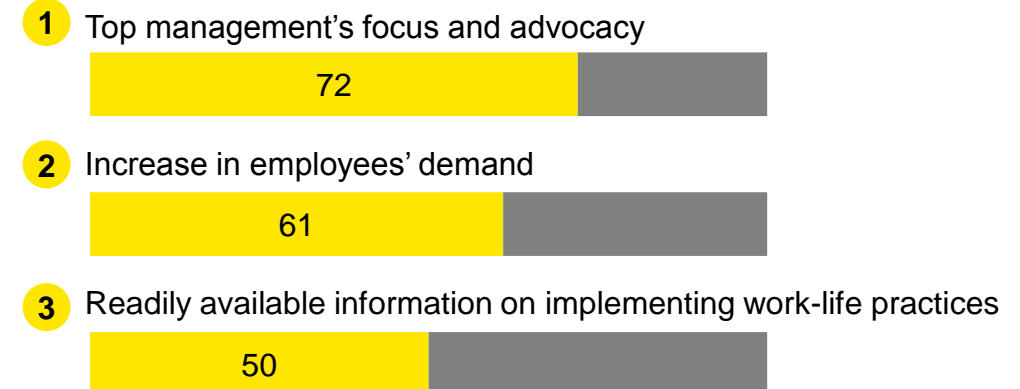 1 Top management’s focus and advocacy
72
2 Increase in employees’ demand
61
3 Readily available information on implementing work-life practices
50